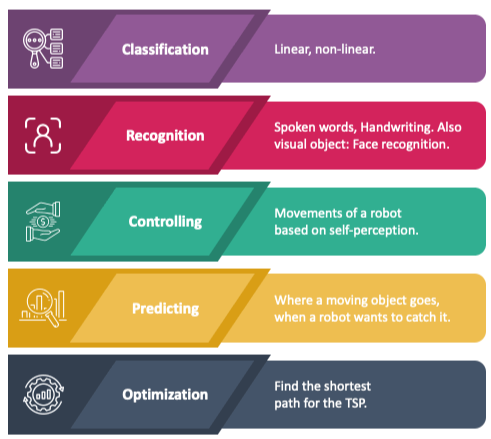 Classification
Linear, non-linear.
Recognition
Spoken words, Handwriting. Also
visual object: Face recognition.
Controlling
Movements of a robot
based on self-perception.
Predicting
Where a moving object goes,
when a robot wants to catch it.
Optimization
Find the shortest
path for the TSP.